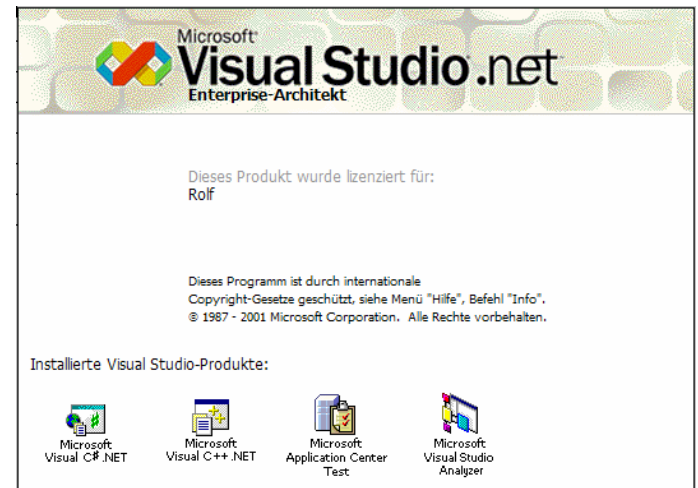 Microsoft
Visual Studio .net
Enterprise-Architekt
Dieses Produkt wurde lizenziert für:
Rolf
Dieses Programm ist durch internationale
Copyright-Gesetze geschützt, siehe Menü "Hilfe", Befehl "Info".
© 1987 - 2001 Microsoft Corporation. Alle Rechte vorbehalten.
Installierte Visual Studio-Produkte:
Microsoft
Visual C# .NET
Microsoft
Visual C++ .NET
Microsoft
Application Center
Test
Microsoft
Visual Studio
Analyzer